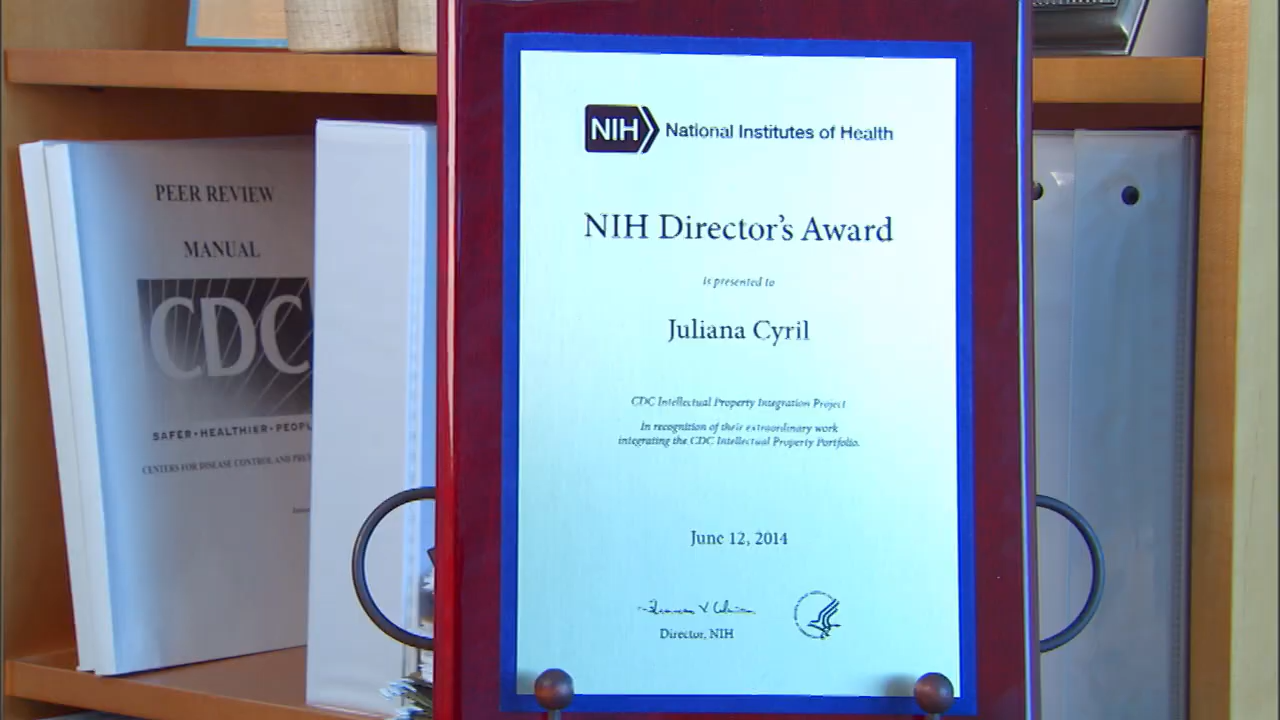 PEER REVIEW
MANUAL
CDC
SAFER • HEALTHIER • PEOPL
CENTERS FOR DISEASE CONTROL AND PRE
NIH National Institutes of Health
NIH Director's Award
is presented to
Juliana Cyril
CDC Intellectual Property Integration Project
In recognition of their extraordinary work
integrating the CDC Intellectual Property Portfolio.
June 12, 2014
Director, NIH